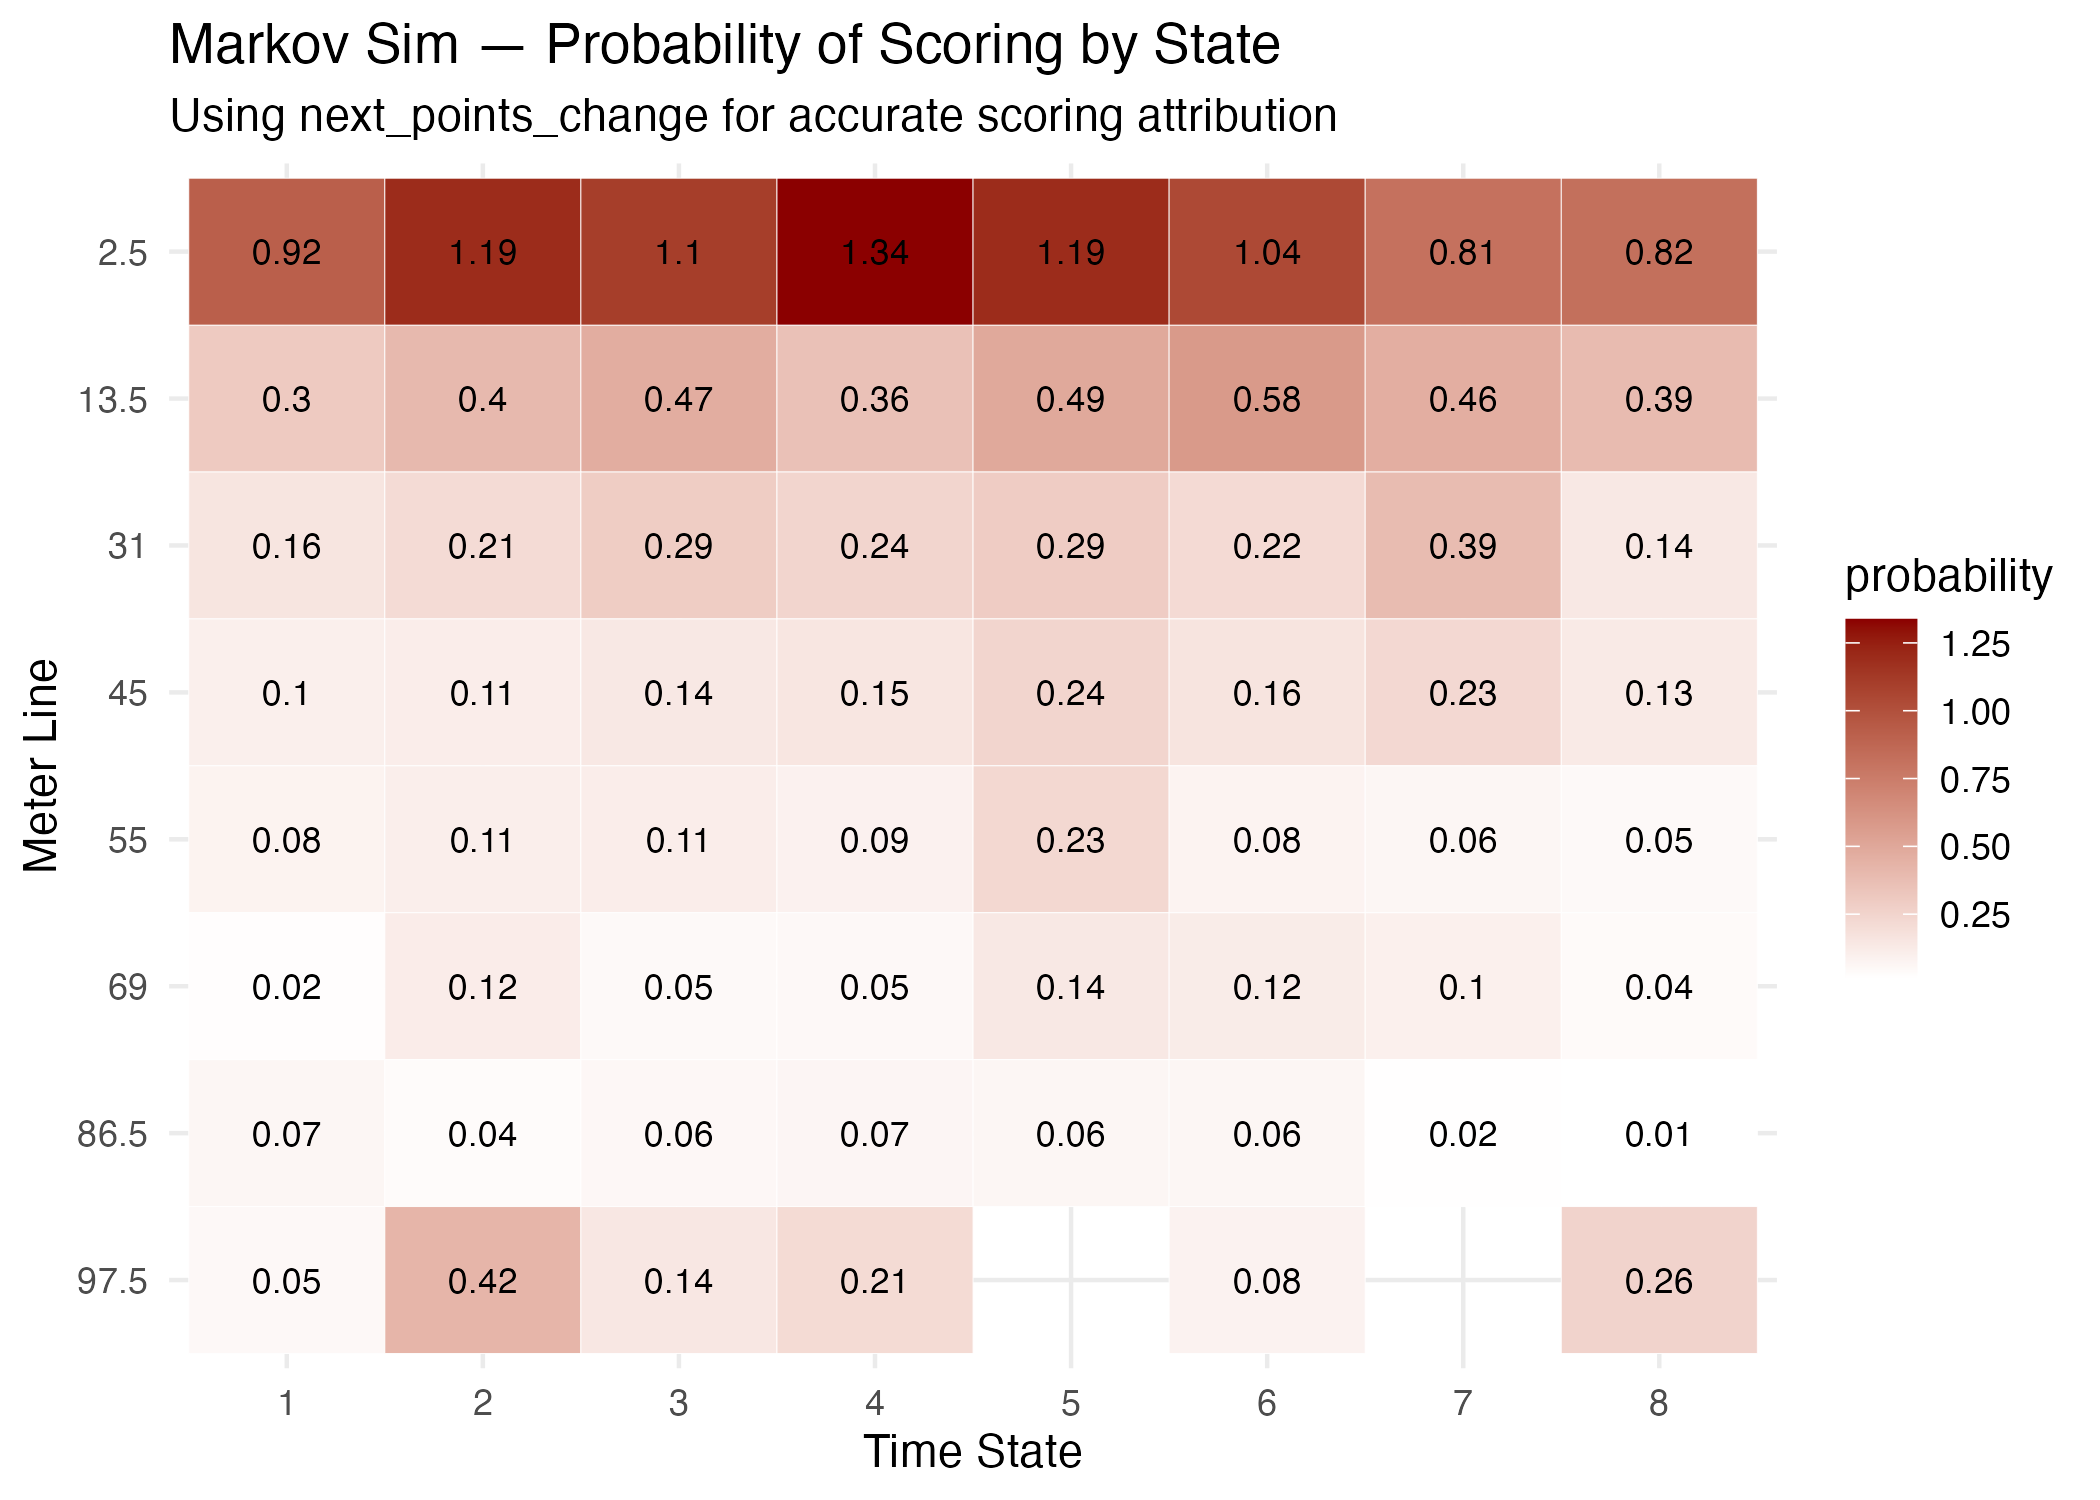 Markov Sim — Probability of Scoring by State
Using next_points_change for accurate scoring attribution
2.5 0.92 1.19 1.1 1.34 1.19 1.04 0.81 0.82
13.5 0.3 0.4 0.47 0.36 0.49 0.58 0.46 0.39
31 0.16 0.21 0.29 0.24 0.29 0.22 0.39 0.14
45 0.1 0.11 0.14 0.15 0.24 0.16 0.23 0.13
55 0.08 0.11 0.11 0.09 0.23 0.08 0.06 0.05
69 0.02 0.12 0.05 0.05 0.14 0.12 0.1 0.04
86.5 0.07 0.04 0.06 0.07 0.06 0.06 0.02 0.01
97.5 0.05 0.42 0.14 0.21 0.08 0.26
1 2 3 4 5 6 7 8
Time State
Meter Line
probability
1.25
1.00
0.75
0.50
0.25